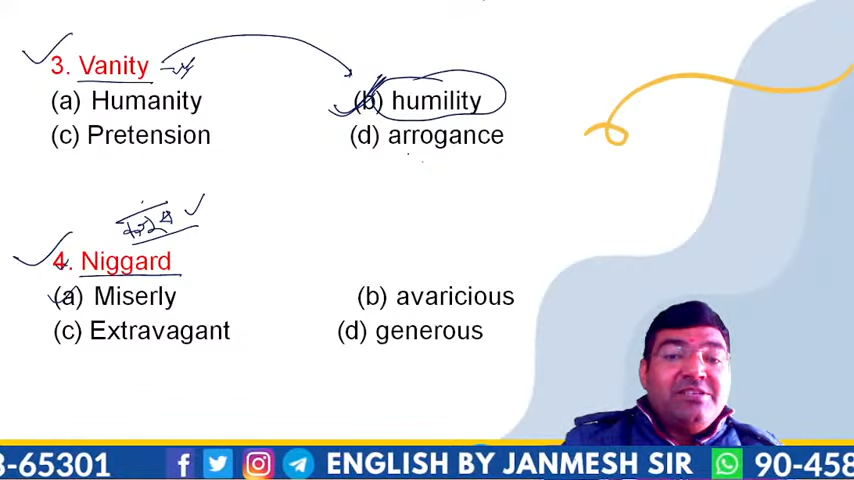 3. Vanity
(a) Humanity (b) humility
(c) Pretension (d) arrogance
4. Niggard
(a) Miserly (b) avaricious
(c) Extravagant (d) generous
3-65301 ENGLISH BY JANMESH SIR 90-458